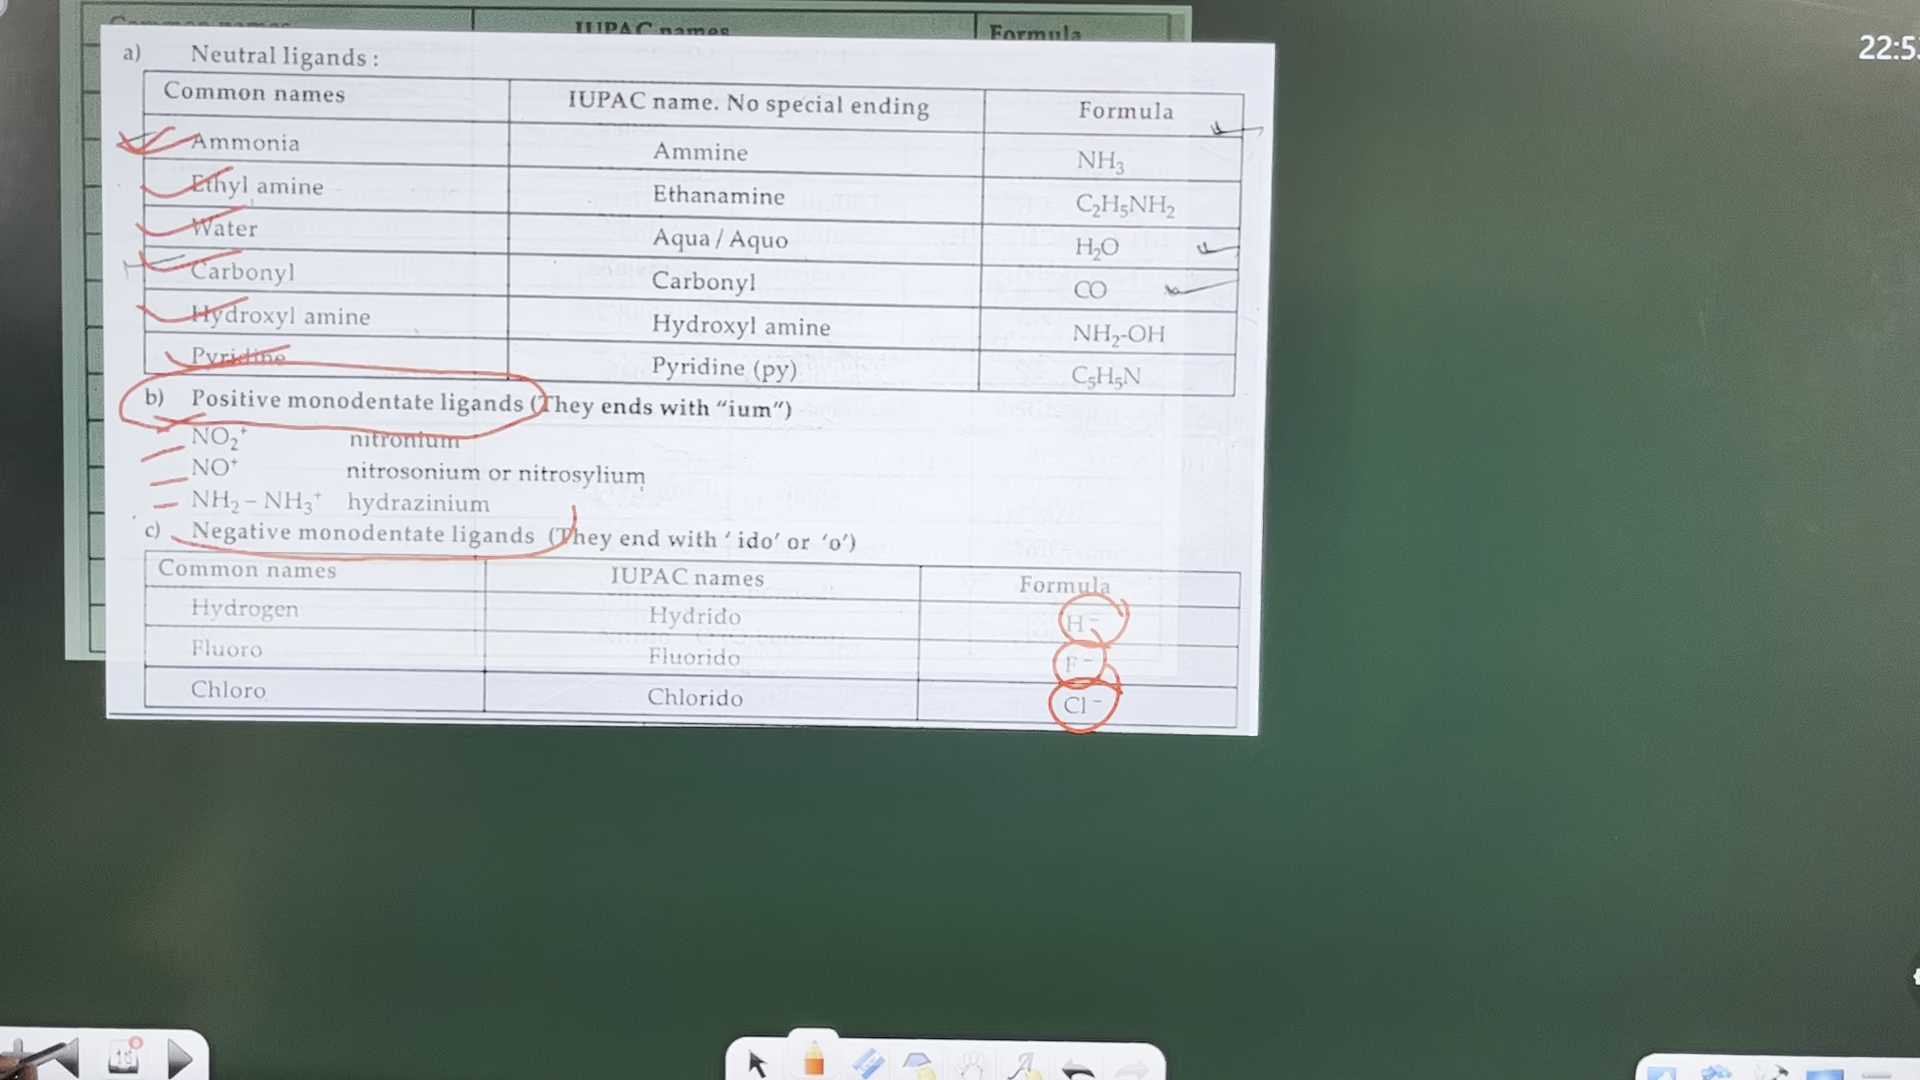 IUPAC names Formula
a) Neutral ligands :
Common names IUPAC name. No special ending Formula
Ammonia Ammine NH₃
Ethyl amine Ethanamine C₂H₅NH₂
Water Aqua / Aquo H₂O
Carbonyl Carbonyl CO
Hydroxyl amine Hydroxyl amine NH₂-OH
Pyridine Pyridine (py) C₅H₅N
b) Positive monodentate ligands (They ends with “ium”)
NO₂⁺ nitronium
NO⁺ nitrosonium or nitrosylium
NH₂ – NH₃⁺ hydrazinium
c) Negative monodentate ligands (They end with ‘ ido’ or ‘o’)
Common names IUPAC names Formula
Hydrogen Hydrido H⁻
Fluoro Fluorido F⁻
Chloro Chlorido Cl⁻